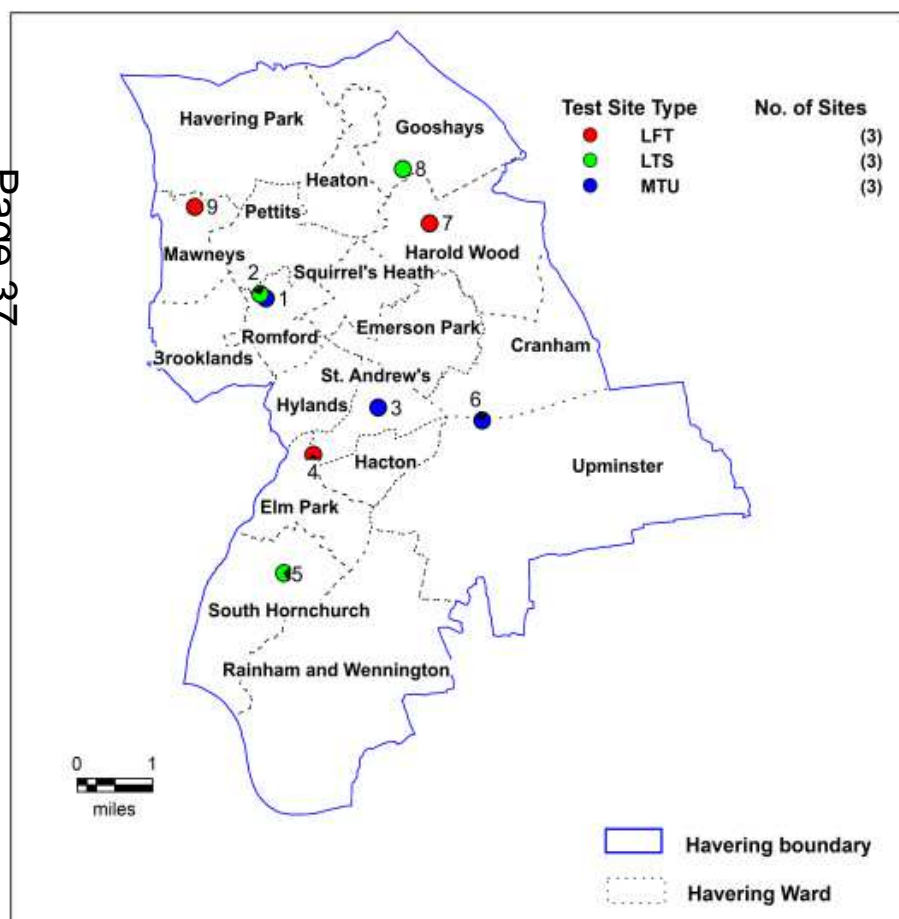 Page 37
Test Site Type No. of Sites
LFT (3)
LTS (3)
MTU (3)
Havering Park
Gooshays
8
Heaton
9
Pettits
7
Mawneys
Harold Wood
2
Squirrel's Heath
1
Emerson Park
Romford
Cranham
Brooklands
St. Andrew's
Hylands
3
6
Hacton
Upminster
4
Elm Park
5
South Hornchurch
Rainham and Wennington
0 1
miles
Havering boundary
Havering Ward